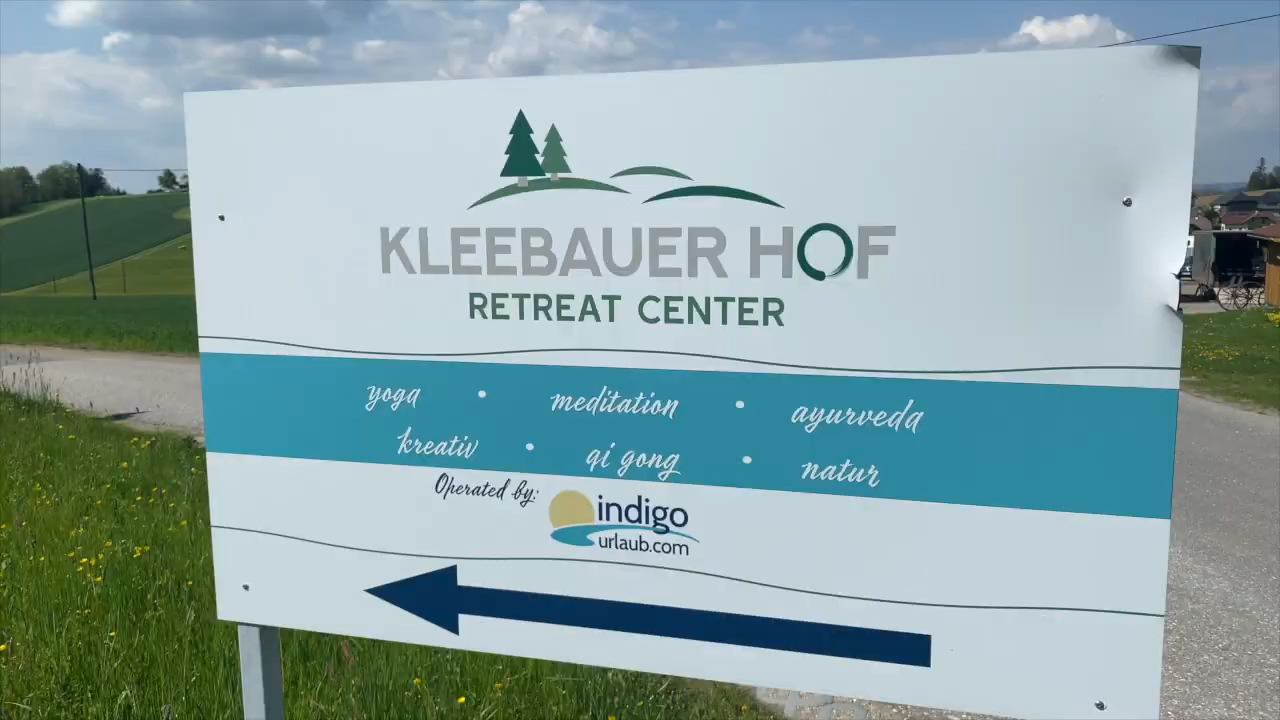 KLEEBAUER HOF
RETREAT CENTER
yoga • meditation • ayurveda
kreativ • qi gong • natur
Operated by: indigo
urlaub.com